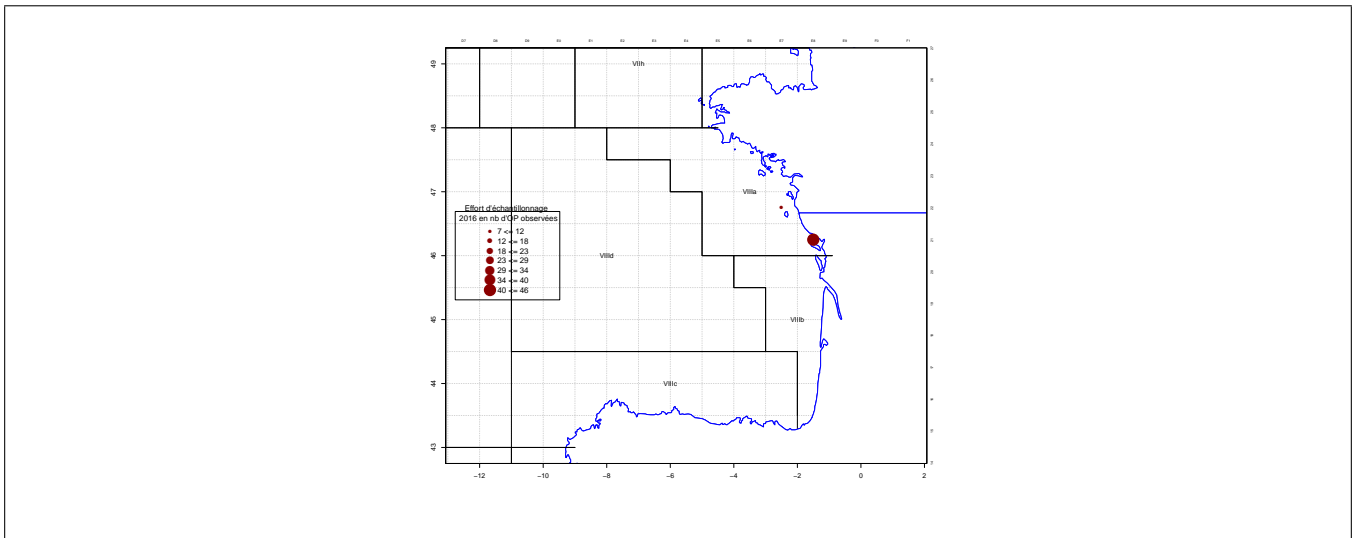 49
48
47
46
45
44
43
VIIh
VIIIa
VIIId
VIIIb
VIIIc
Effort d'échantillonnage
2016 en nb d'OP observées
7 <= 12
12 <= 18
18 <= 23
23 <= 29
29 <= 34
34 <= 40
40 <= 46
−12 −10 −8 −6 −4 −2 0 2